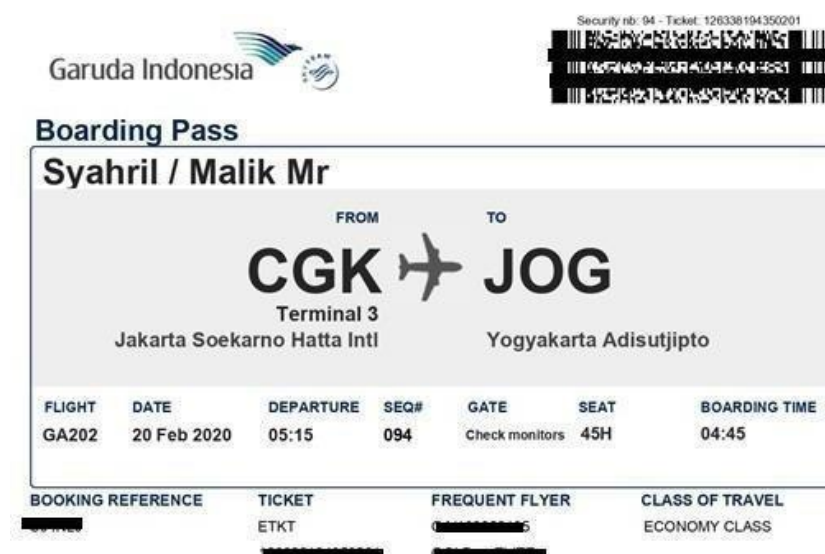 Security nb: 94 - Ticket: 126338194350201
Garuda Indonesia
Boarding Pass
Syahril / Malik Mr
FROM TO
CGK JOG
Terminal 3
Jakarta Soekarno Hatta Intl Yogyakarta Adisutjipto
FLIGHT DATE DEPARTURE SEQ# GATE SEAT BOARDING TIME
GA202 20 Feb 2020 05:15 094 Check monitors 45H 04:45
BOOKING REFERENCE TICKET FREQUENT FLYER CLASS OF TRAVEL
ETKT ECONOMY CLASS